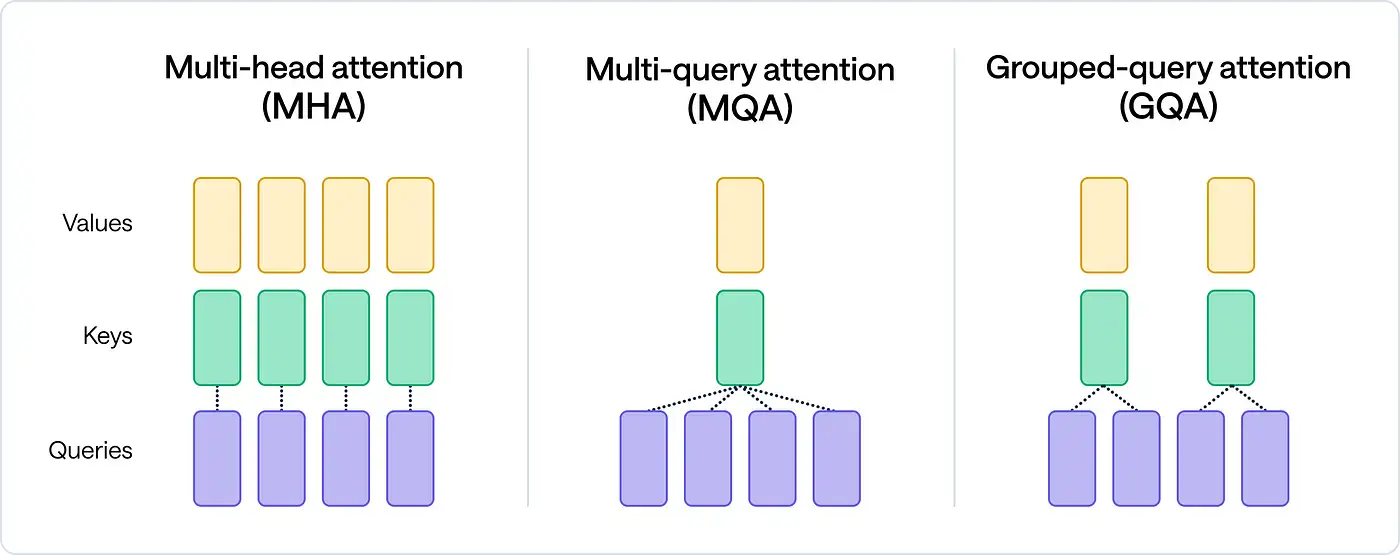 Multi-head attention
(MHA)
Multi-query attention
(MQA)
Grouped-query attention
(GQA)
Values
Keys
Queries